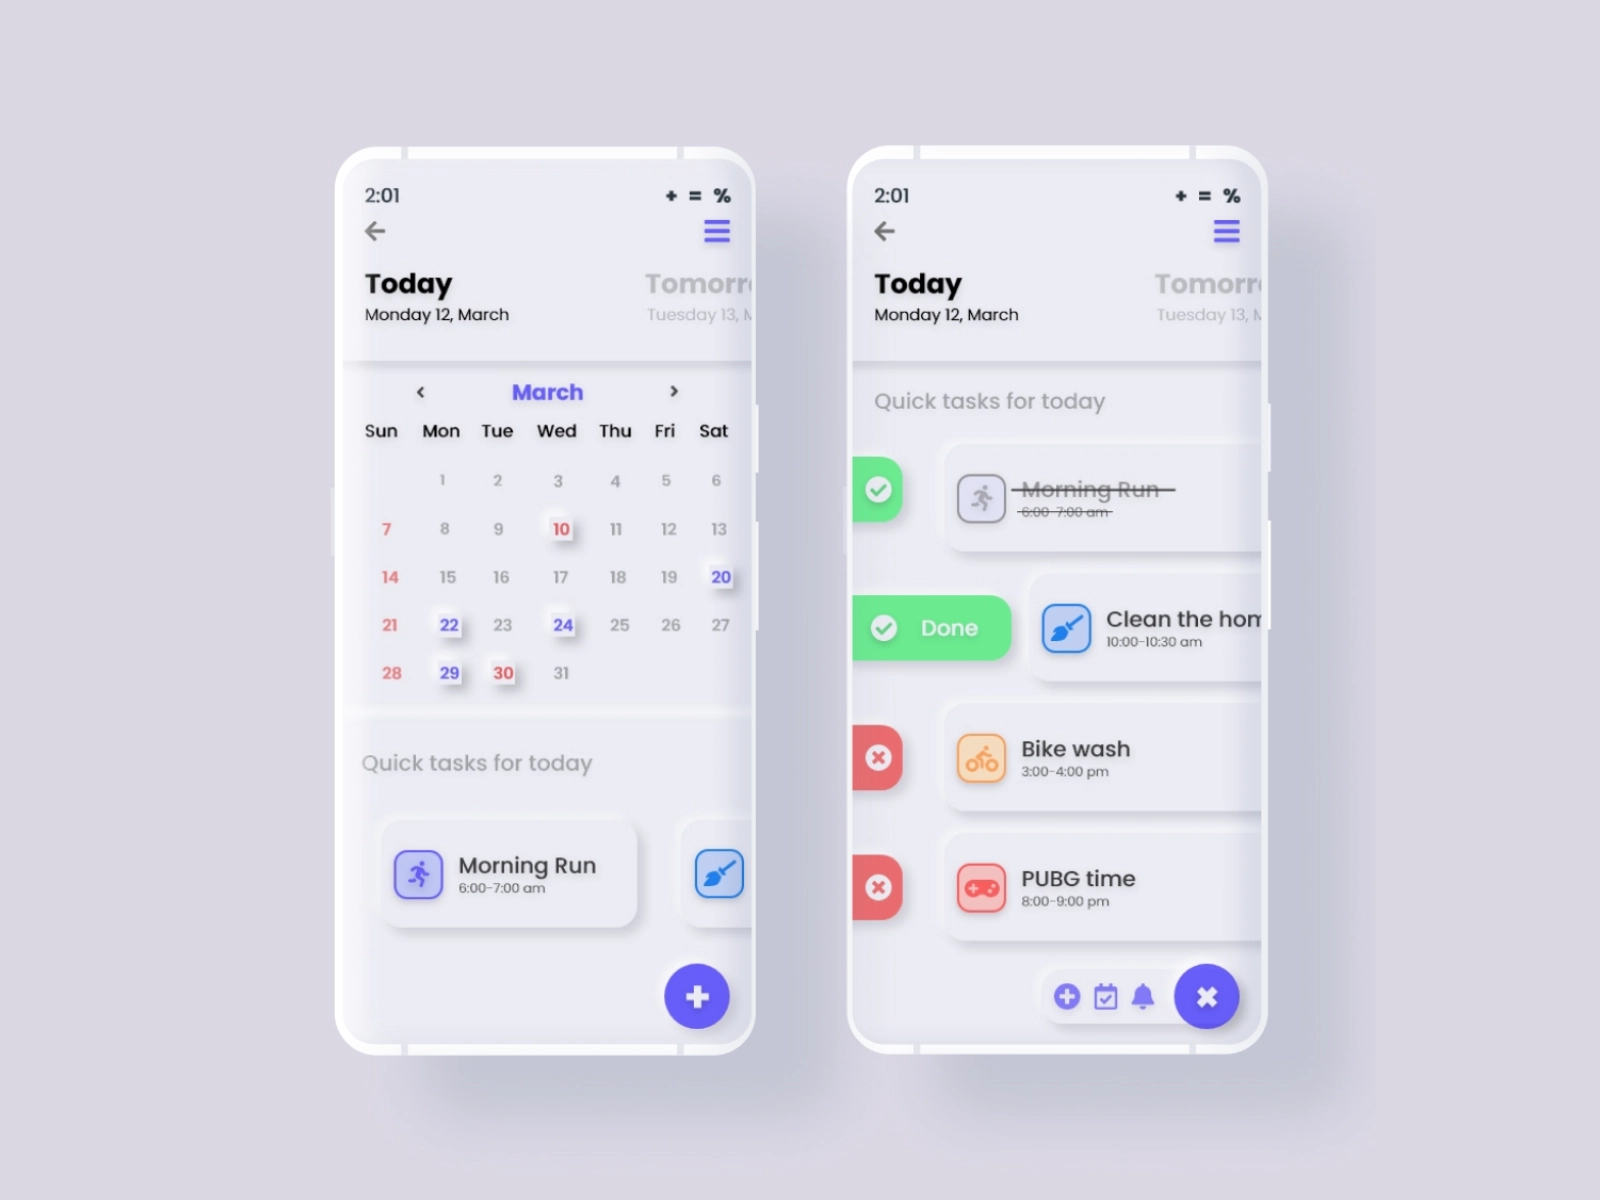 2:01 + = %
Today
Monday 12, March
Tomorr
Tuesday 13, M
March
Sun Mon Tue Wed Thu Fri Sat
1 2 3 4 5 6
7 8 9 10 11 12 13
14 15 16 17 18 19 20
21 22 23 24 25 26 27
28 29 30 31
Quick tasks for today
Morning Run
6:00-7:00 am
2:01 + = %
Today
Monday 12, March
Tomorr
Tuesday 13, M
Quick tasks for today
Morning Run
6:00-7:00 am
Done
Clean the hom
10:00-10:30 am
Bike wash
3:00-4:00 pm
PUBG time
8:00-9:00 pm